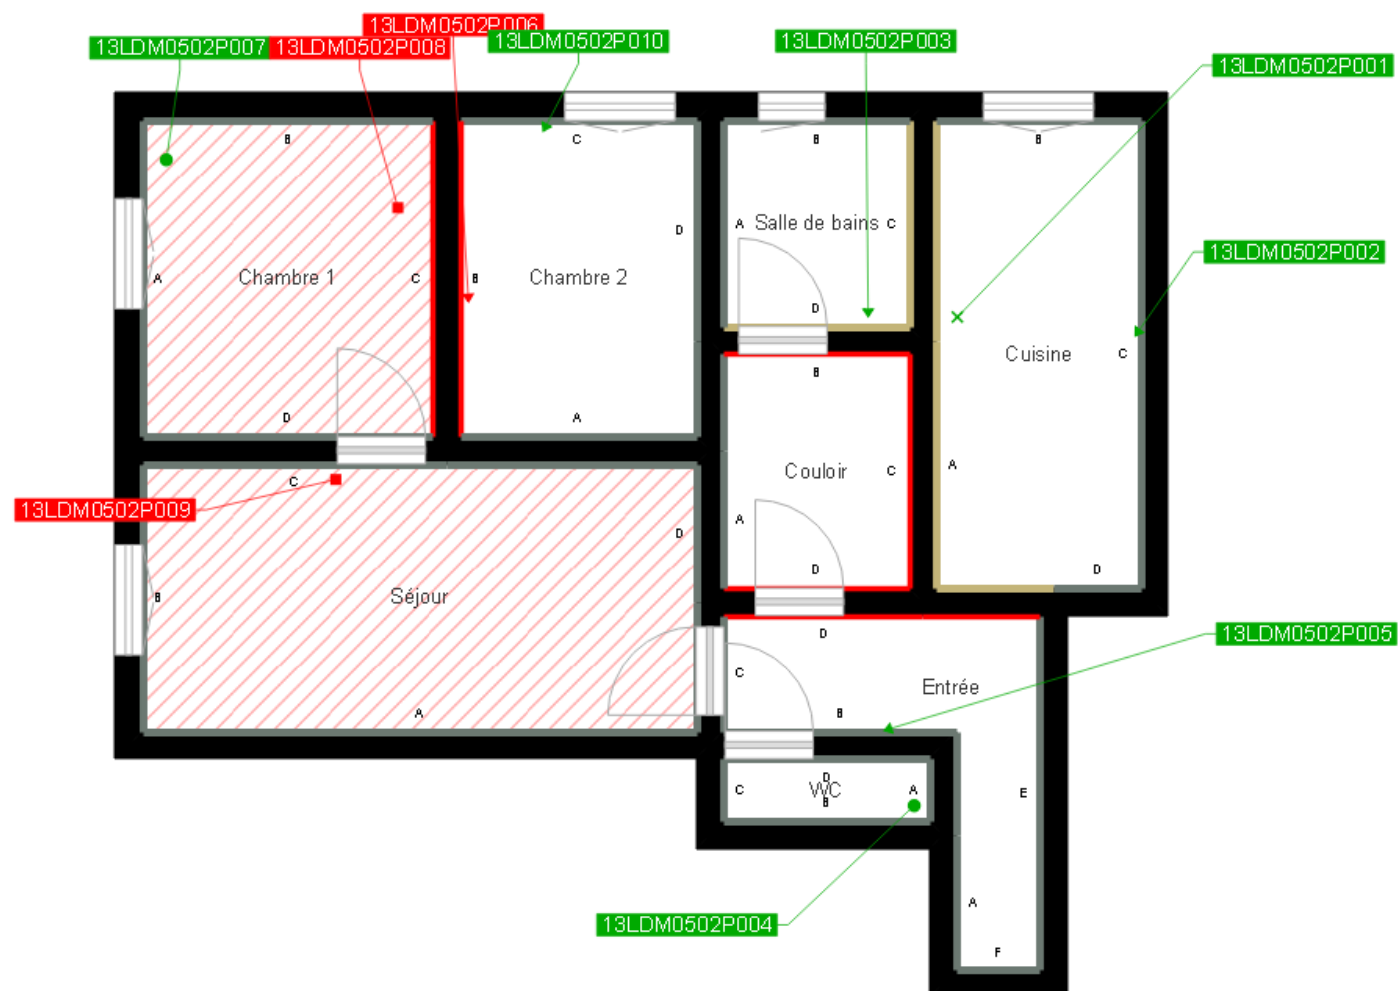 13LDM0502P006
13LDM0502P007
13LDM0502P008
13LDM0502P010
13LDM0502P003
13LDM0502P001
B
A
Chambre 1
C
D
C
B
Chambre 2
D
A
B
A
Salle de bains
C
D
B
Cuisine
C
A
D
13LDM0502P002
B
Couloir
C
A
D
13LDM0502P009
C
D
B
Séjour
A
13LDM0502P005
D
C
Entrée
B
E
A
F
D
C
WC
A
B
13LDM0502P004